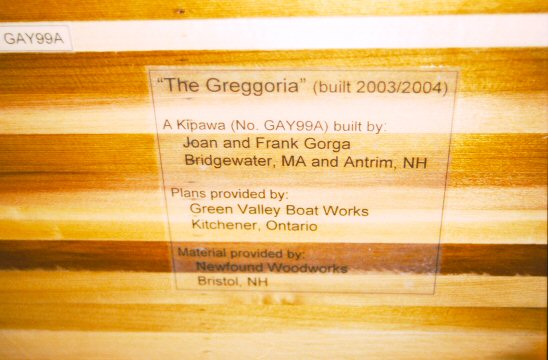 GAY99A
“The Greggoria” (built 2003/2004)
A Kipawa (No. GAY99A) built by:
Joan and Frank Gorga
Bridgewater, MA and Antrim, NH
Plans provided by:
Green Valley Boat Works
Kitchener, Ontario
Material provided by:
Newfound Woodworks
Bristol, NH